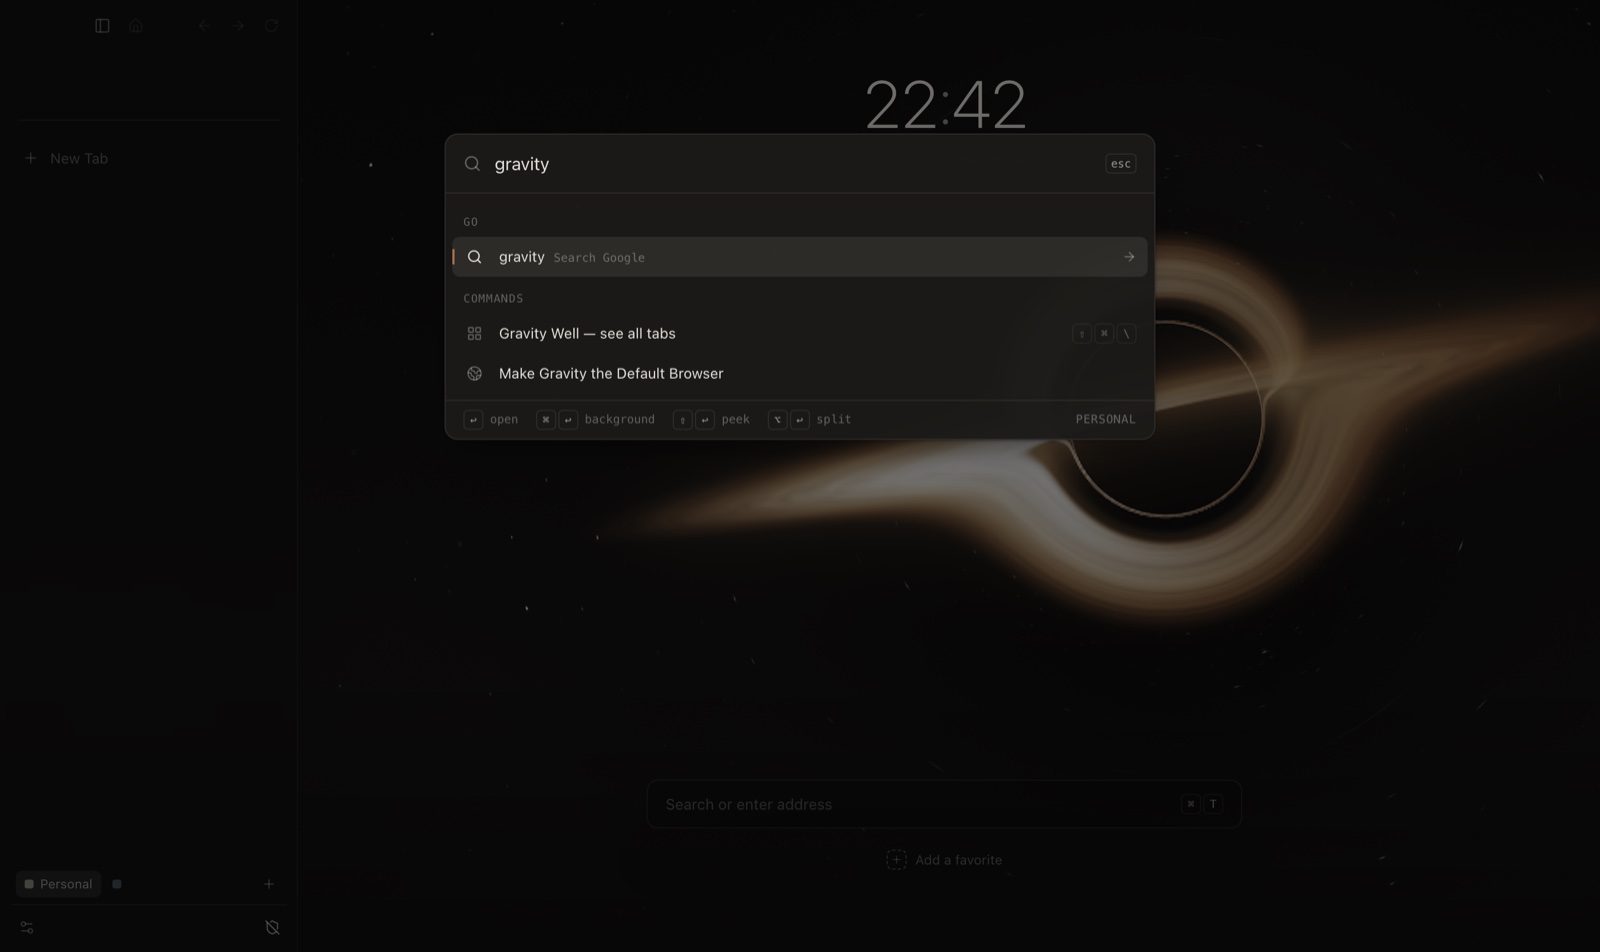 New Tab
22:42
gravity
esc
GO
gravity Search Google
COMMANDS
Gravity Well — see all tabs ⇧ ⌘ \
Make Gravity the Default Browser
↵ open ⌘ ↵ background ⇧ ↵ peek ⌥ ↵ split PERSONAL
Search or enter address ⌘ T
Add a favorite
Personal